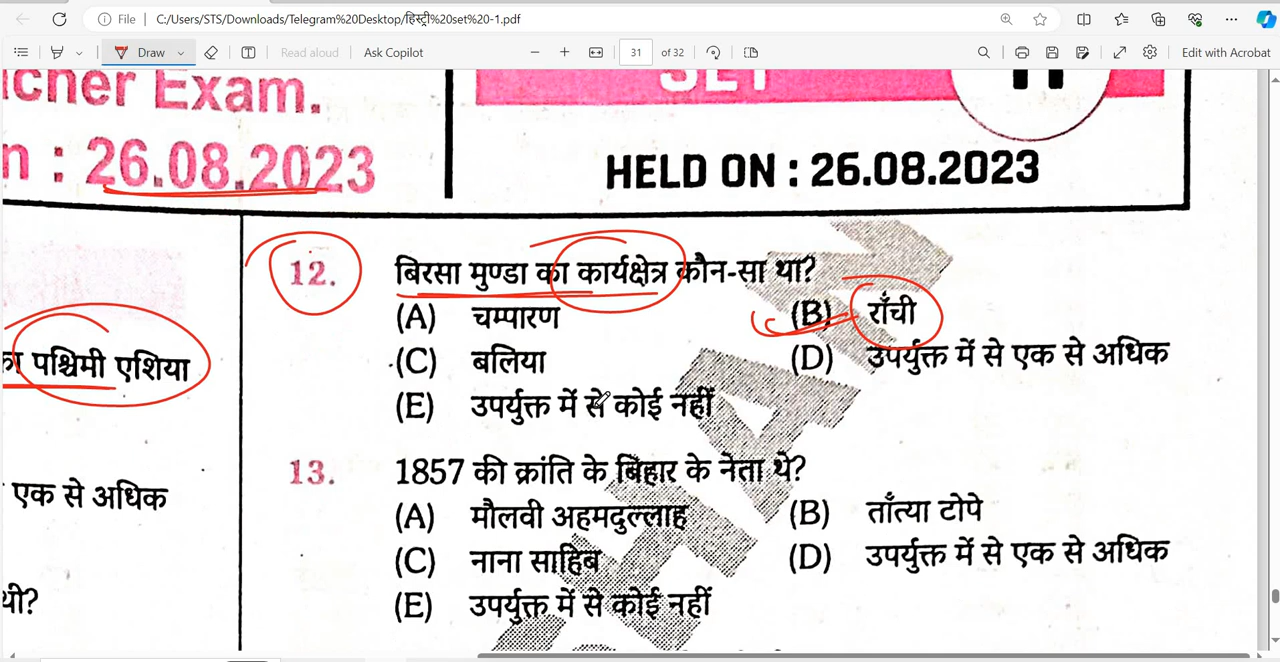 File
C:/Users/STS/Downloads/Telegram%20Desktop/हिस्ट्री%20set%20-1.pdf
Draw
Read aloud
Ask Copilot
31 of 32
Edit with Acrobat
cher Exam.
SET
n : 26.08.2023
HELD ON : 26.08.2023
पश्चिमी एशिया
एक से अधिक
थी?
12. बिरसा मुण्डा का कार्यक्षेत्र कौन-सा था?
(A) चम्पारण
(B) राँची
(C) बलिया
(D) उपर्युक्त में से एक से अधिक
(E) उपर्युक्त में से कोई नहीं
13. 1857 की क्रांति के बिहार के नेता थे?
(A) मौलवी अहमदुल्लाह
(B) ताँत्या टोपे
(C) नाना साहिब
(D) उपर्युक्त में से एक से अधिक
(E) उपर्युक्त में से कोई नहीं